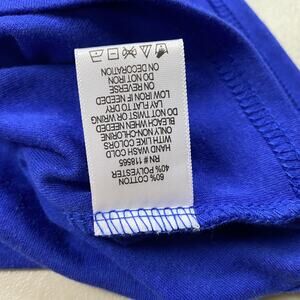 60% COTTON
40% POLYESTER
RN # 118565
HAND WASH COLD
WITH LIKE COLORS
ONLY NON-CHLORINE
BLEACH WHEN NEEDED
DO NOT TWIST OR WRING
LAY FLAT TO DRY
LOW IRON IF NEEDED
ON REVERSE
DO NOT IRON
ON DECORATION